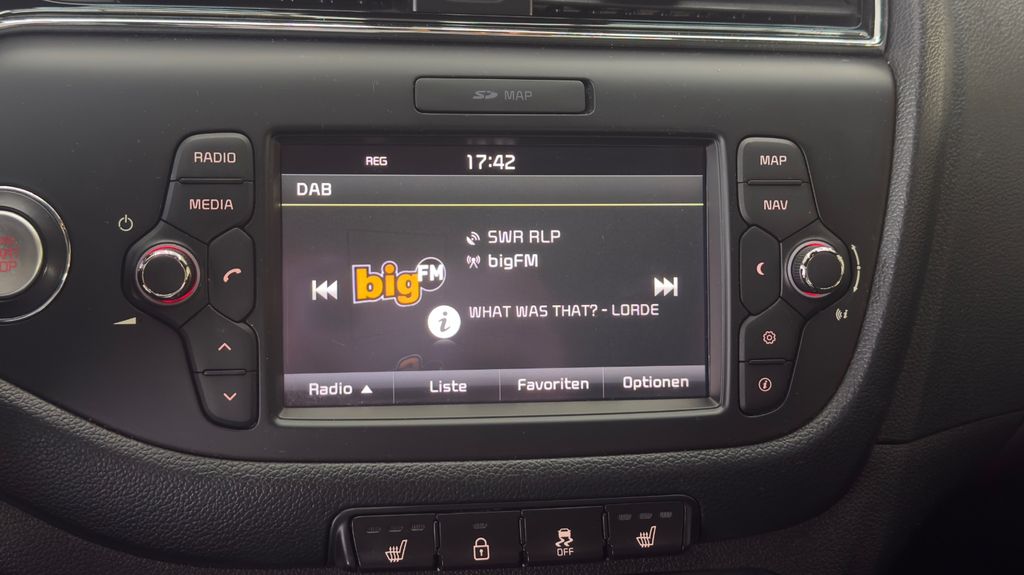 SD MAP
RADIO
MEDIA
REG 17:42
DAB
SWR RLP
bigFM
bigFM
WHAT WAS THAT? - LORDE
Radio ▲ Liste Favoriten Optionen
MAP
NAV
OFF